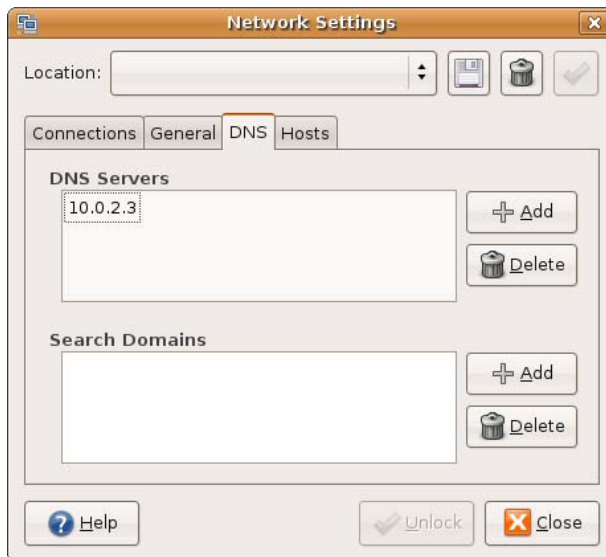 Network Settings
Location:
Connections General DNS Hosts
DNS Servers
10.0.2.3
Add
Delete
Search Domains
Add
Delete
Help Unlock Close